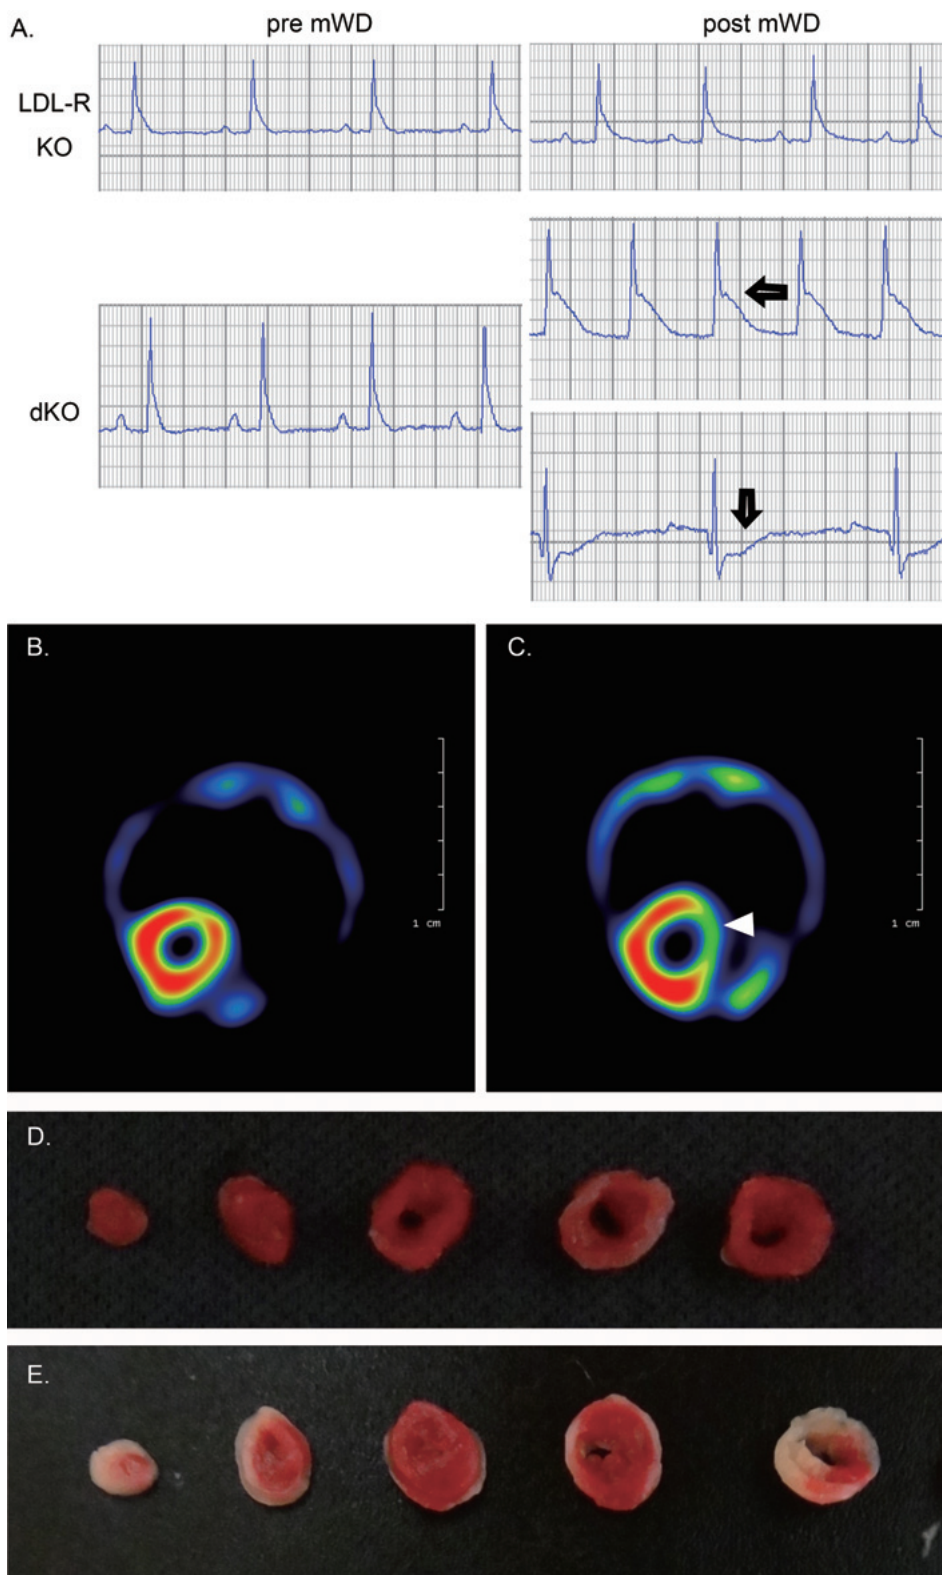 A.
pre mWD
post mWD
LDL-R
KO
dKO
B.
C.
1 cm
1 cm
D.
E.